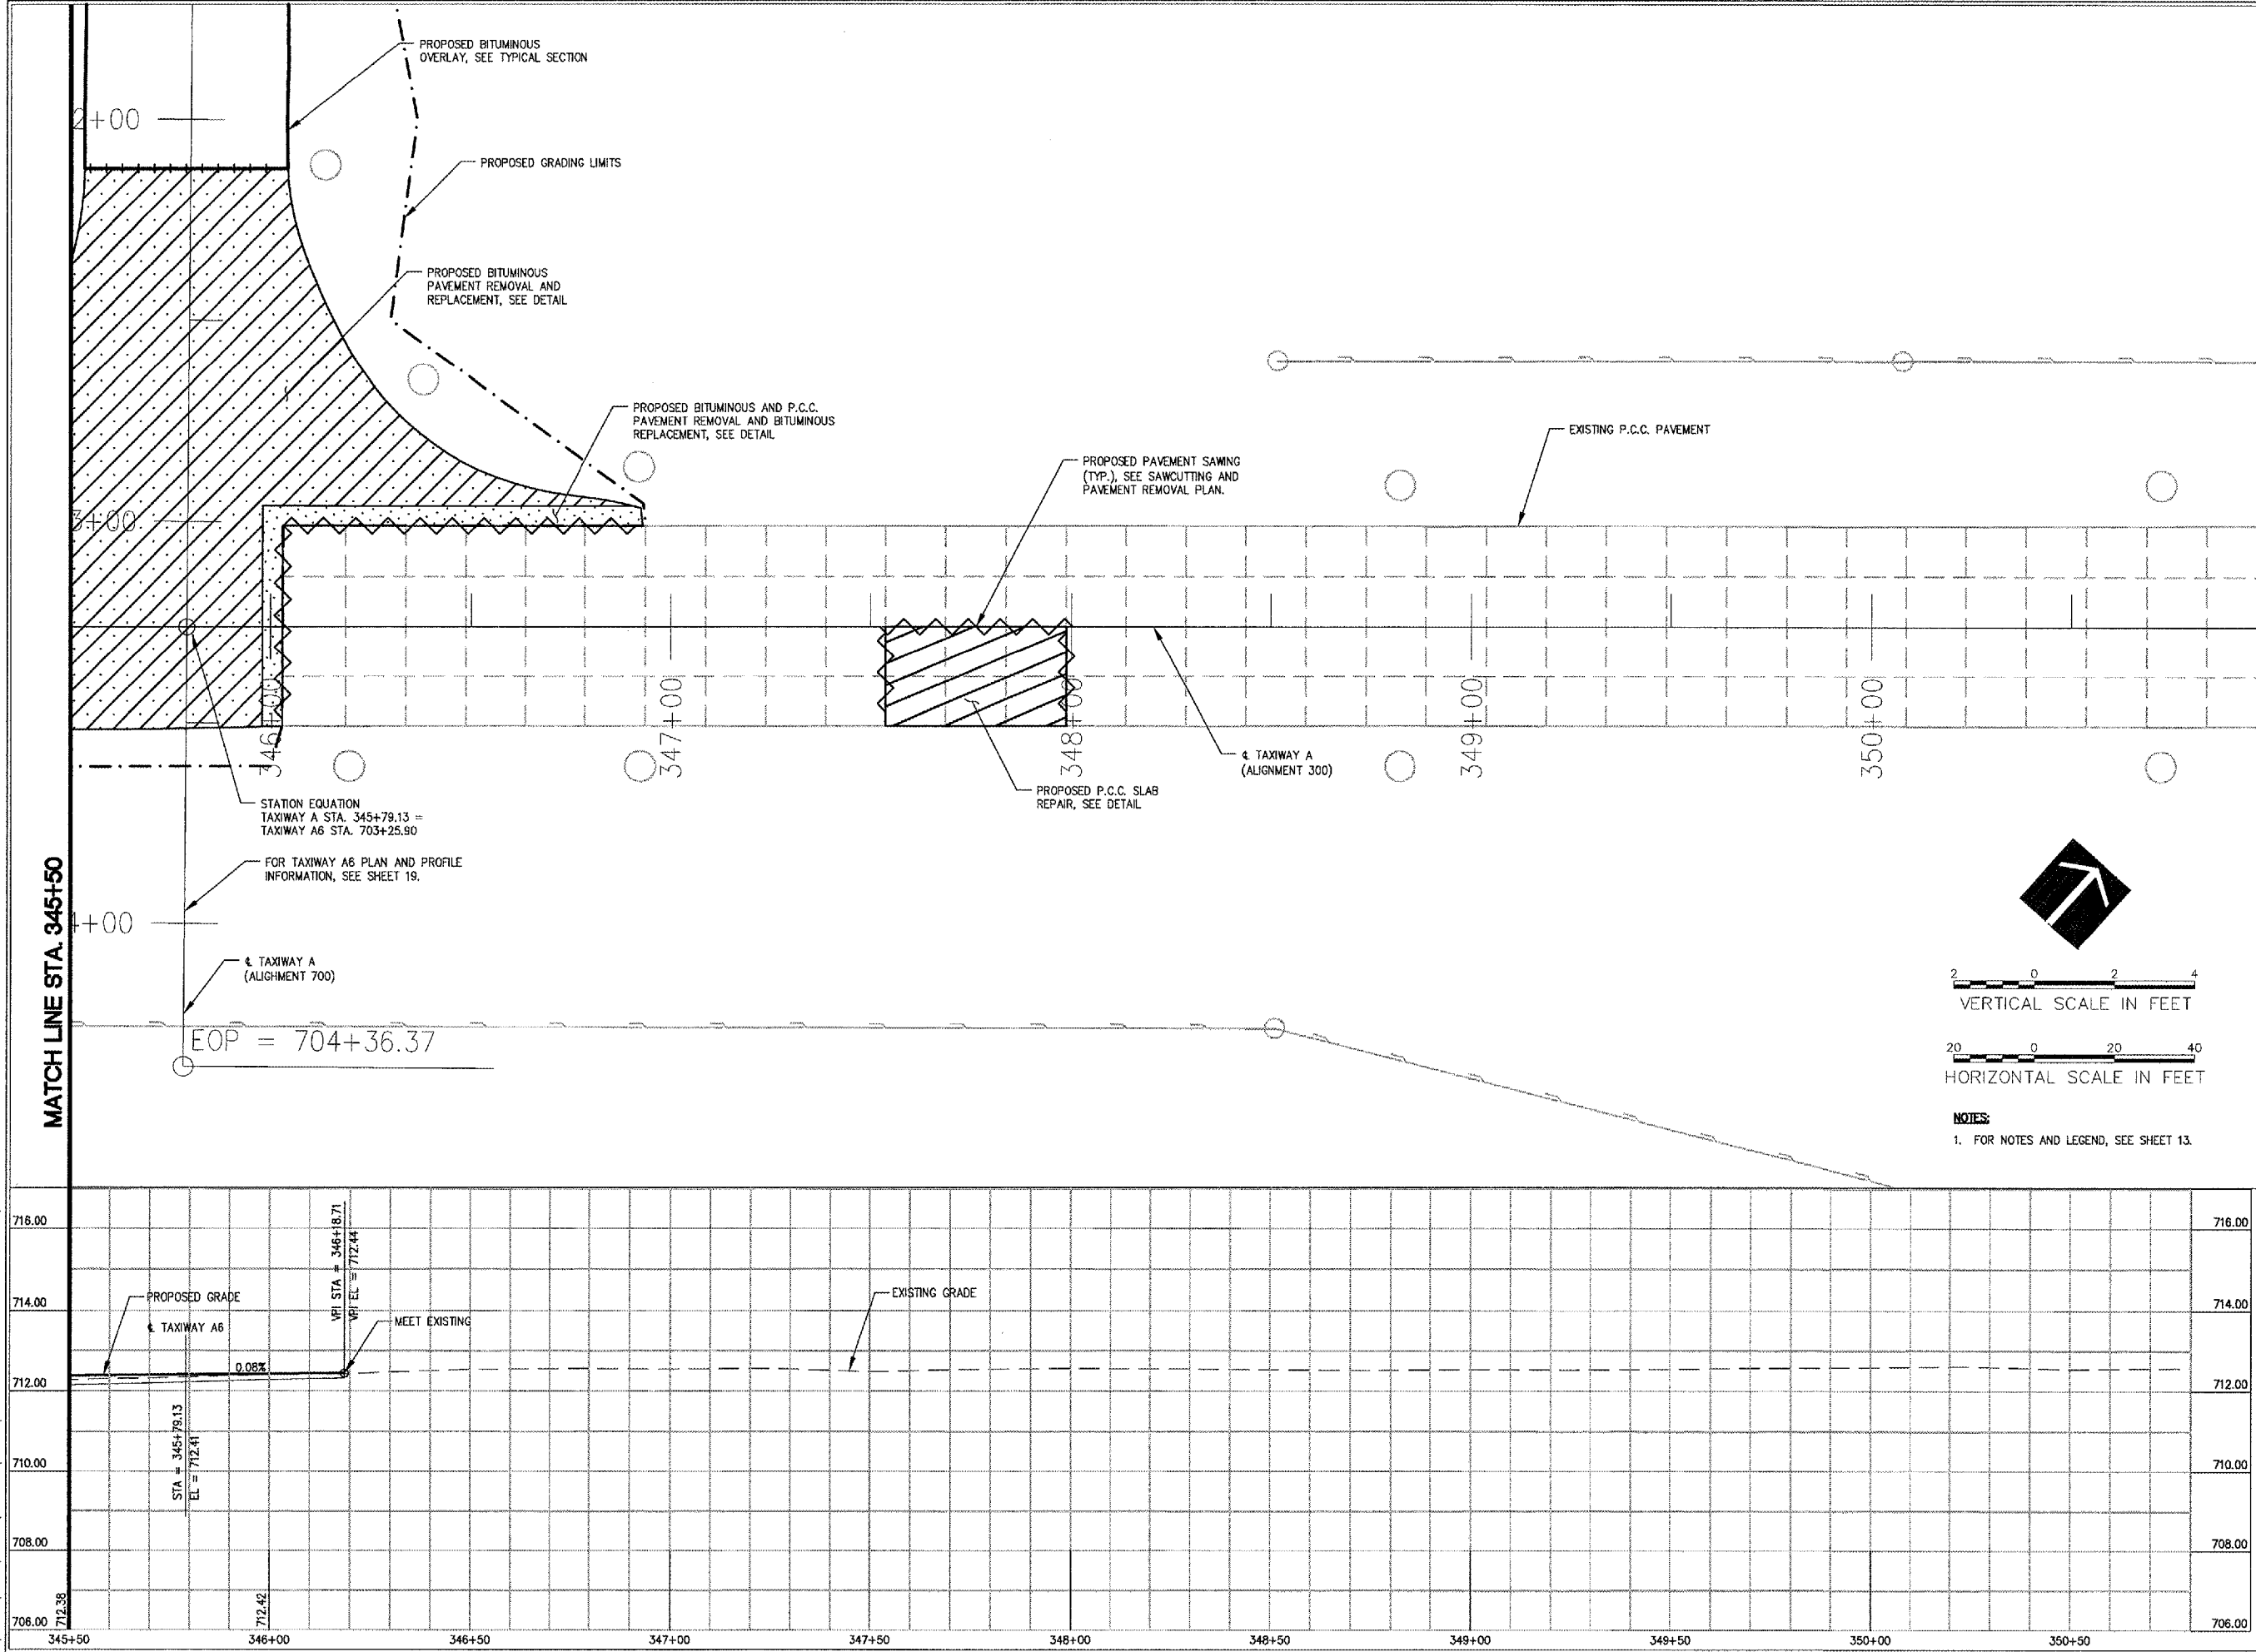 PROPOSED BITUMINOUS
OVERLAY, SEE TYPICAL SECTION
2+00
PROPOSED GRADING LIMITS
PROPOSED BITUMINOUS
PAVEMENT REMOVAL AND
REPLACEMENT, SEE DETAIL
PROPOSED BITUMINOUS AND P.C.C.
PAVEMENT REMOVAL AND BITUMINOUS
REPLACEMENT, SEE DETAIL
EXISTING P.C.C. PAVEMENT
PROPOSED PAVEMENT SAWING
(TYP.), SEE SAWCUTTING AND
PAVEMENT REMOVAL PLAN.
3+00
346+00
347+00
348+00
349+00
350+00
℄ TAXIWAY A
(ALIGNMENT 300)
PROPOSED P.C.C. SLAB
REPAIR, SEE DETAIL
STATION EQUATION
TAXIWAY A STA. 345+79.13 =
TAXIWAY A6 STA. 703+25.90
FOR TAXIWAY A6 PLAN AND PROFILE
INFORMATION, SEE SHEET 19.
MATCH LINE STA. 345+50
4+00
℄ TAXIWAY A
(ALIGHMENT 700)
EOP = 704+36.37
2 0 2 4
VERTICAL SCALE IN FEET
20 0 20 40
HORIZONTAL SCALE IN FEET
NOTES:
1. FOR NOTES AND LEGEND, SEE SHEET 13.
716.00
716.00
VPI STA = 346+18.71
VPI EL = 712.44
714.00
PROPOSED GRADE
℄ TAXIWAY A6
MEET EXISTING
EXISTING GRADE
714.00
0.08%
712.00
712.00
STA = 345+79.13
EL = 712.41
710.00
710.00
708.00
708.00
706.00
712.38
712.42
706.00
345+50
346+00
346+50
347+00
347+50
348+00
348+50
349+00
349+50
350+00
350+50